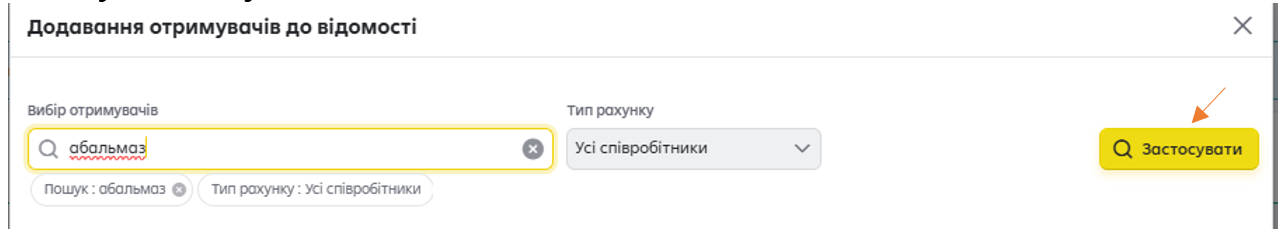 Додавання отримувачів до відомості
Вибір отримувачів
Тип рахунку
абальмаз
Усі співробітники
Застосувати
Пошук : абальмаз
Тип рахунку : Усі співробітники